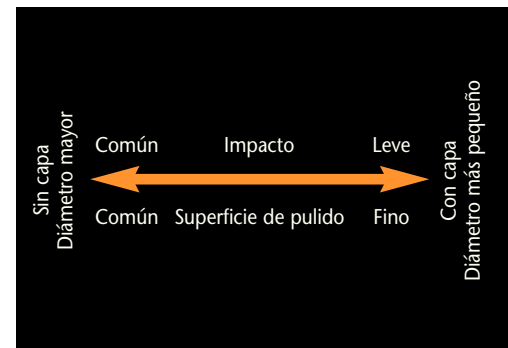 Sin capa
Diámetro mayor
Común Impacto Leve
Común Superficie de pulido Fino
Con capa
Diámetro más pequeño